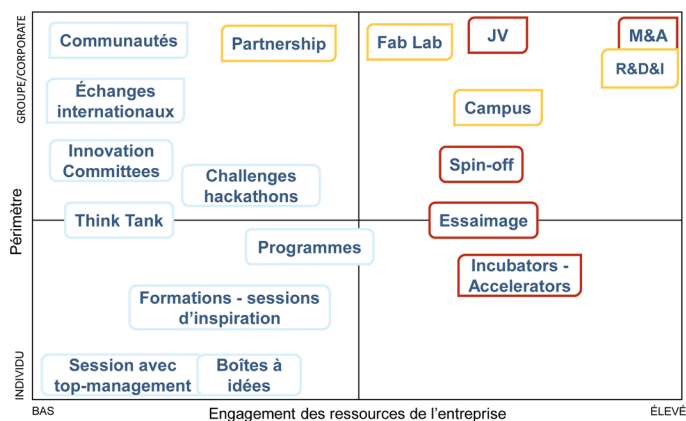 GROUPE/CORPORATE
Périmètre
INDIVIDU
Communautés
Partnership
Fab Lab
JV
M&A
R&D&I
Échanges
internationaux
Campus
Innovation
Committees
Challenges
hackathons
Spin-off
Think Tank
Essaimage
Programmes
Incubators -
Accelerators
Formations - sessions
d’inspiration
Session avec
top-management
Boîtes à
idées
BAS
Engagement des ressources de l’entreprise
ÉLEVÉ